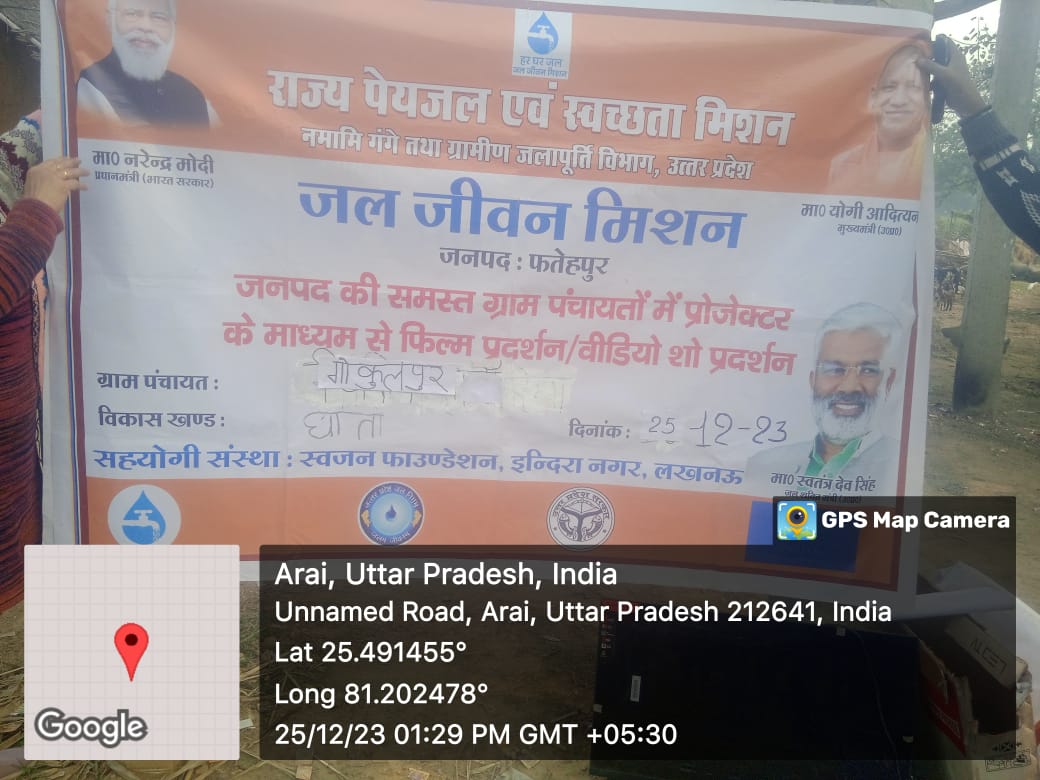 हर घर जल
जल जीवन मिशन
राज्य पेयजल एवं स्वच्छता मिशन
नमामि गंगे तथा ग्रामीण जलापूर्ति विभाग, उत्तर प्रदेश
मा0 नरेन्द्र मोदी
प्रधानमंत्री (भारत सरकार)
मा0 योगी आदित्यन
मुख्यमंत्री (उ0प्र0)
जल जीवन मिशन
जनपद : फतेहपुर
जनपद की समस्त ग्राम पंचायतों में प्रोजेक्टर
के माध्यम से फिल्म प्रदर्शन/वीडियो शो प्रदर्शन
ग्राम पंचायत :
विकास खण्ड :
दिनांक : 25-12-23
सहयोगी संस्था : स्वजन फाउण्डेशन, इन्दिरा नगर, लखनऊ
मा0 स्वतंत्र देव सिंह
GPS Map Camera
Arai, Uttar Pradesh, India
Unnamed Road, Arai, Uttar Pradesh 212641, India
Lat 25.491455°
Long 81.202478°
25/12/23 01:29 PM GMT +05:30
Google